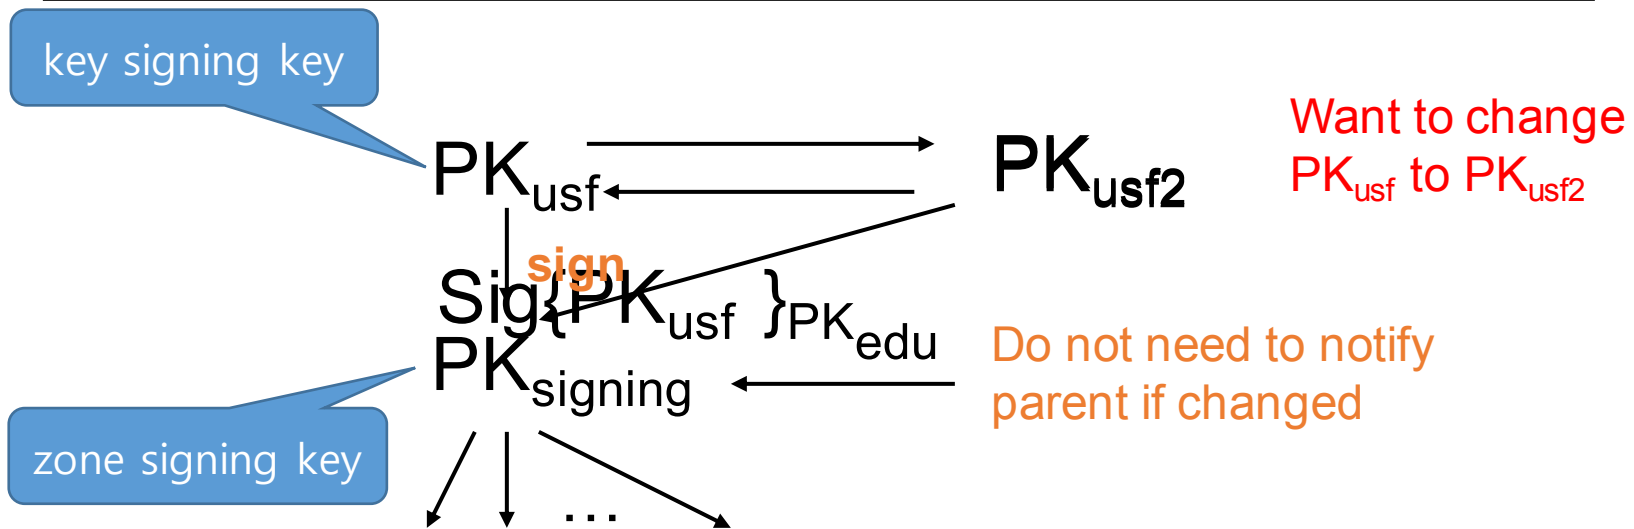 key signing key
PKusf
PKusf2
Want to change
PKusf to PKusf2
sign
Sig{PKusf }PKedu
PKsigning
Do not need to notify
parent if changed
zone signing key
...